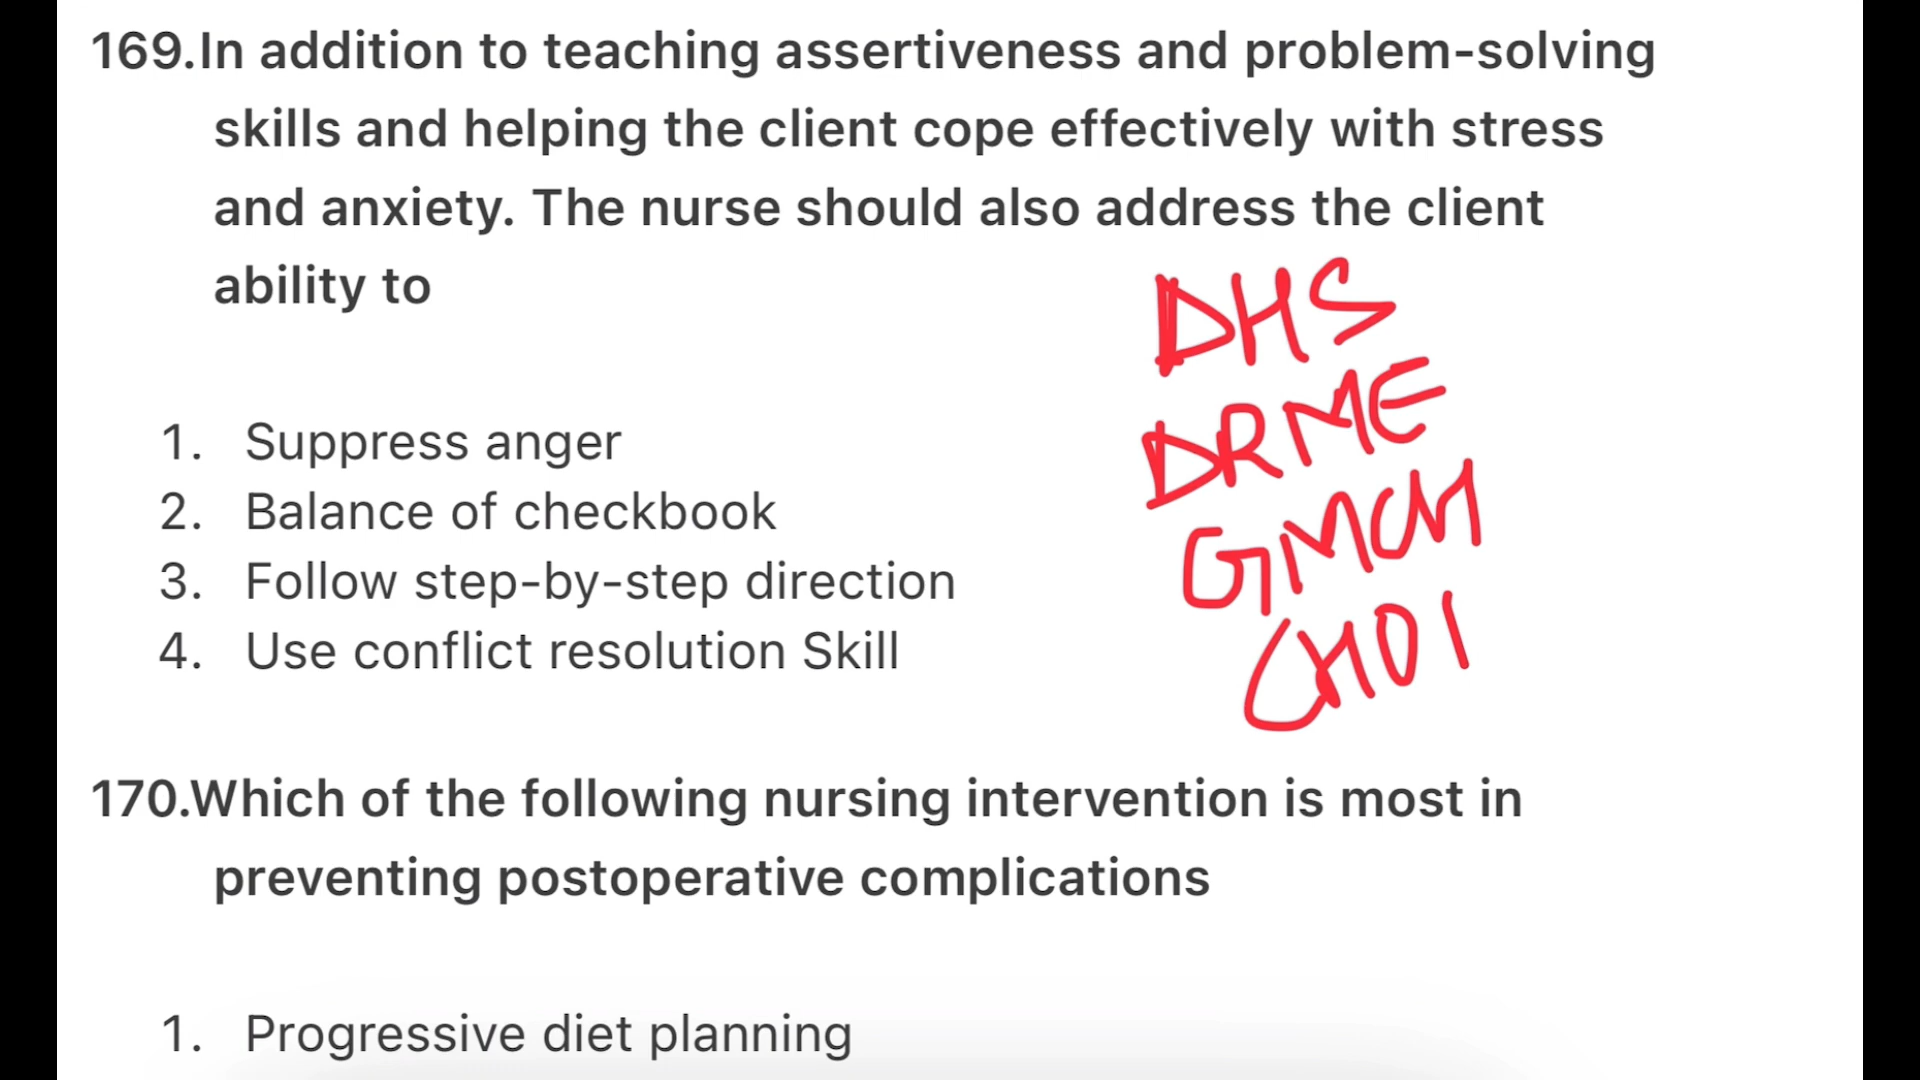 169.In addition to teaching assertiveness and problem-solving
skills and helping the client cope effectively with stress
and anxiety. The nurse should also address the client
ability to
DHS
DRME
GMCH
CHO1
1. Suppress anger
2. Balance of checkbook
3. Follow step-by-step direction
4. Use conflict resolution Skill
170.Which of the following nursing intervention is most in
preventing postoperative complications
1. Progressive diet planning